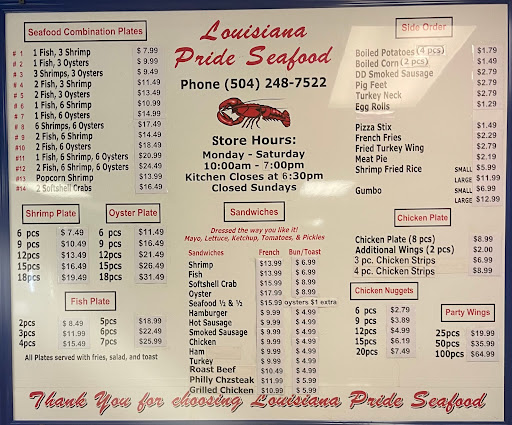 Seafood Combination Plates
# 1 1 Fish, 3 Shrimp $ 7.99
# 2 1 Fish, 3 Oysters $ 9.99
# 3 3 Shrimps, 3 Oysters $ 9.49
# 4 2 Fish, 3 Shrimp $11.49
# 5 2 Fish, 3 Oysters $13.49
# 6 1 Fish, 6 Shrimp $10.99
# 7 1 Fish, 6 Oysters $14.99
# 8 6 Shrimps, 6 Oysters $17.49
# 9 2 Fish, 6 Shrimp $14.49
#10 2 Fish, 6 Oysters $18.49
#11 1 Fish, 6 Shrimp, 6 Oysters $20.99
#12 2 Fish, 6 Shrimp, 6 Oysters $24.49
#13 Popcorn Shrimp $13.99
#14 2 Softshell Crabs $16.49
Shrimp Plate
6 pcs $ 7.49
9 pcs $10.49
12pcs $13.49
15pcs $16.49
18pcs $19.49
Oyster Plate
6 pcs $11.49
9 pcs $16.49
12pcs $21.49
15pcs $26.49
18pcs $31.49
Fish Plate
2pcs $ 8.49
3pcs $11.99
4pcs $15.49
5pcs $18.99
6pcs $22.49
7pcs $25.99
All Plates served with fries, salad, and toast
Louisiana
Pride Seafood
Phone (504) 248-7522
Store Hours:
Monday - Saturday
10:00am - 7:00pm
Kitchen Closes at 6:30pm
Closed Sundays
Sandwiches
Dressed the way you like it!
Mayo, Lettuce, Ketchup, Tomatoes, & Pickles
Sandwiches French Bun/Toast
Shrimp $13.99 $ 6.99
Fish $13.99 $ 6.99
Softshell Crab $15.99 $ 8.99
Oyster $17.99 $ 8.99
Seafood ½ & ½ $15.99 oysters $1 extra
Hamburger $ 9.99 $ 4.99
Hot Sausage $ 9.99 $ 4.99
Smoked Sausage $ 9.99 $ 4.99
Chicken $ 9.99 $ 4.99
Ham $ 9.99 $ 4.99
Turkey $ 9.99 $ 4.99
Roast Beef $10.49 $ 4.99
Philly Chzsteak $11.99 $ 5.99
Grilled Chicken $10.99 $ 5.99
Side Order
Boiled Potatoes (4 pcs) $1.79
Boiled Corn (2 pcs) $1.49
DD Smoked Sausage $2.79
Pig Feet $2.79
Turkey Neck $2.79
Egg Rolls $1.29
Pizza Stix $1.49
French Fries $2.29
Fried Turkey Wing $2.79
Meat Pie $2.19
Shrimp Fried Rice SMALL $5.99
LARGE $11.99
Gumbo SMALL $6.99
LARGE $12.99
Chicken Plate
Chicken Plate (8 pcs) $8.99
Additional Wings (2 pcs) $2.00
3 pc. Chicken Strips $6.99
4 pc. Chicken Strips $8.99
Chicken Nuggets
6 pcs $2.79
9 pcs $3.89
12pcs $4.99
15pcs $6.19
20pcs $7.49
Party Wings
25pcs $19.99
50pcs $35.99
100pcs $64.99
Thank You for choosing Louisiana Pride Seafood